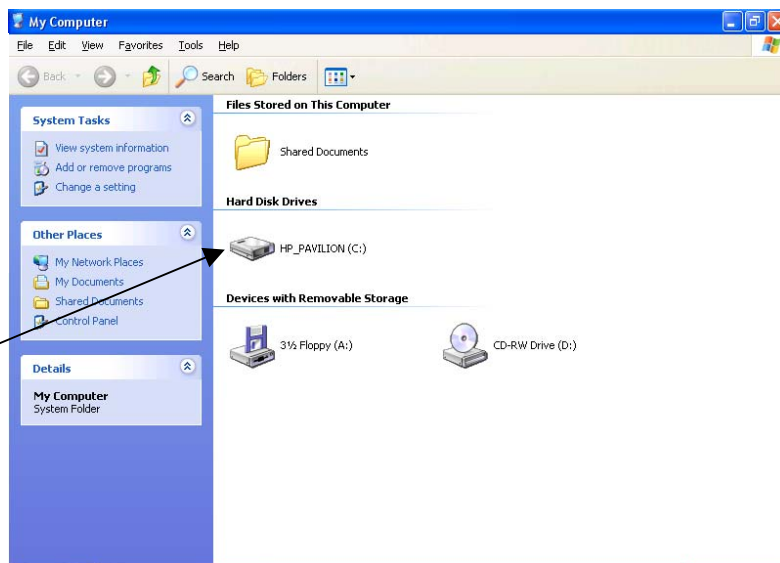 My Computer
File Edit View Favorites Tools Help
Back Search Folders
System Tasks
View system information
Add or remove programs
Change a setting
Other Places
My Network Places
My Documents
Shared Documents
Control Panel
Details
My Computer
System Folder
Files Stored on This Computer
Shared Documents
Hard Disk Drives
HP_PAVILION (C:)
Devices with Removable Storage
3½ Floppy (A:)
CD-RW Drive (D:)